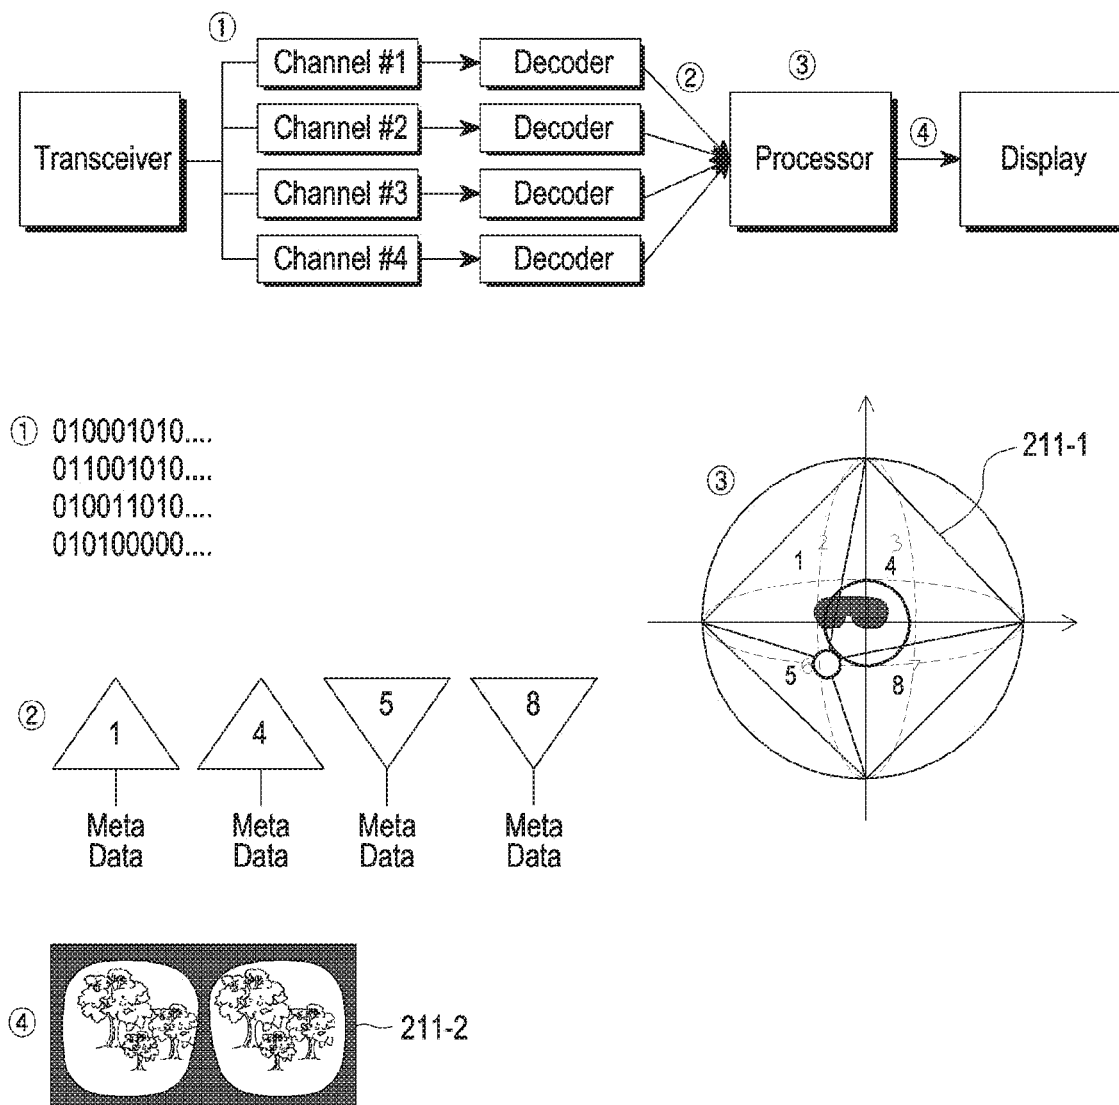 ①
Channel #1
Decoder
②
③
Transceiver
Channel #2
Decoder
Processor
④
Display
Channel #3
Decoder
Channel #4
Decoder
① 010001010....
011001010....
010011010....
010100000....
③
211-1
2
3
1
4
5
6
7
8
②
1
4
5
8
Meta
Data
Meta
Data
Meta
Data
Meta
Data
④
211-2